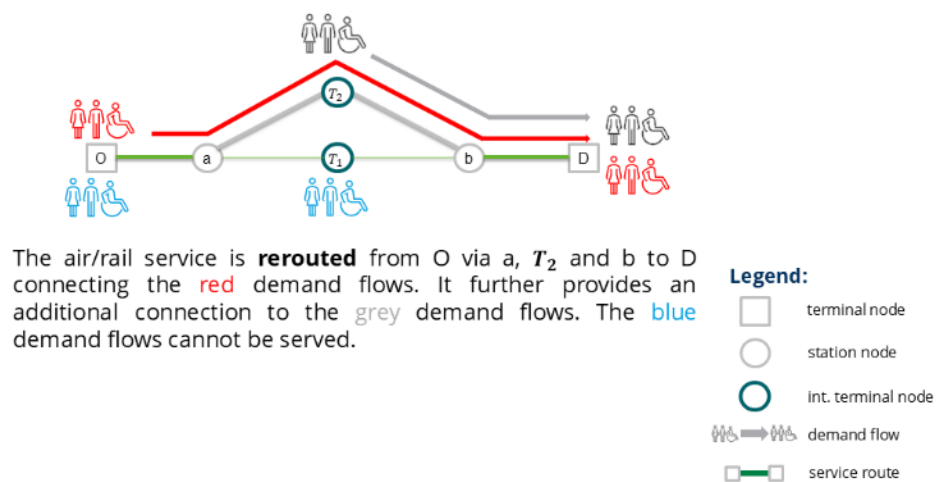 T₂
O
a
T₁
b
D
The air/rail service is rerouted from O via a, T₂ and b to D
connecting the red demand flows. It further provides an
additional connection to the grey demand flows. The blue
demand flows cannot be served.
Legend:
terminal node
station node
int. terminal node
demand flow
service route